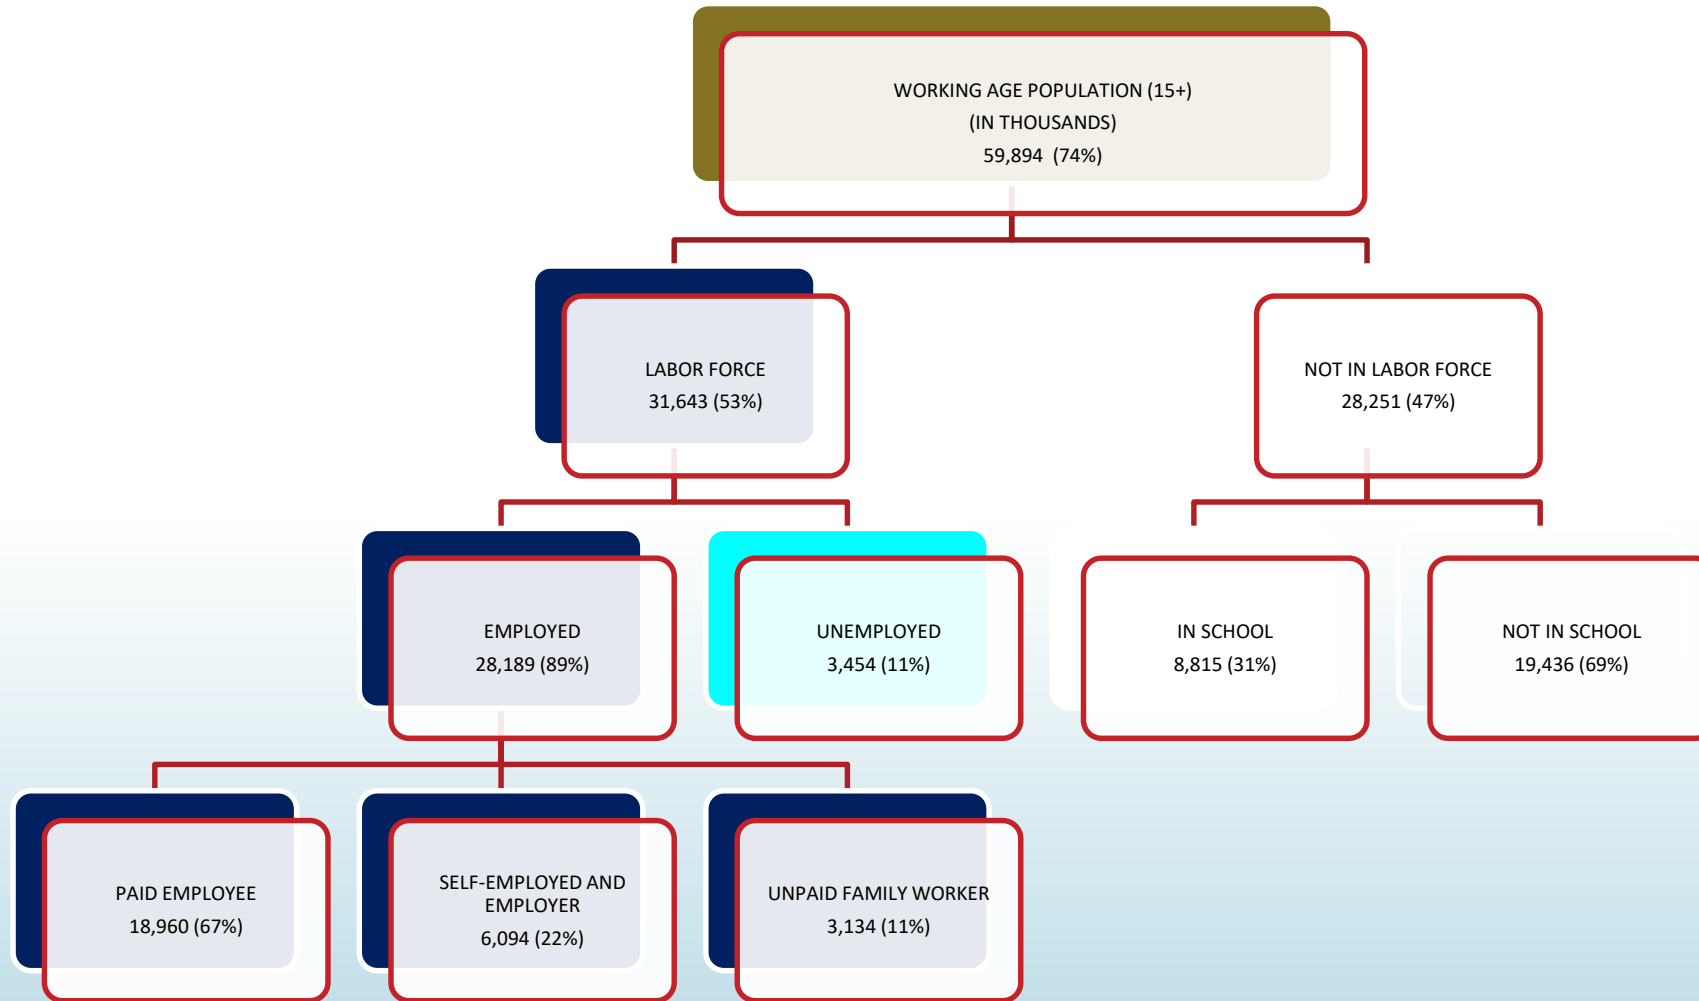 WORKING AGE POPULATION (15+)
(IN THOUSANDS)
59,894 (74%)
LABOR FORCE
31,643 (53%)
NOT IN LABOR FORCE
28,251 (47%)
EMPLOYED
28,189 (89%)
UNEMPLOYED
3,454 (11%)
IN SCHOOL
8,815 (31%)
NOT IN SCHOOL
19,436 (69%)
PAID EMPLOYEE
18,960 (67%)
SELF-EMPLOYED AND
EMPLOYER
6,094 (22%)
UNPAID FAMILY WORKER
3,134 (11%)